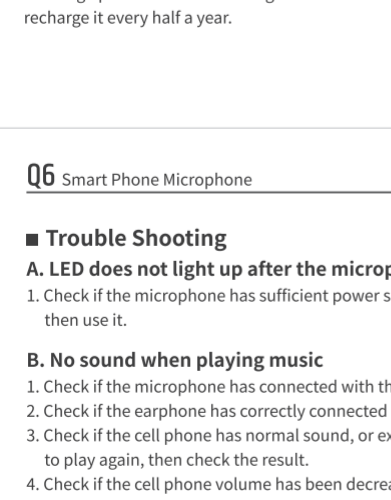 recharge it every half a year.
Q6 Smart Phone Microphone
■ Trouble Shooting
A. LED does not light up after the microp
1. Check if the microphone has sufficient power s
then use it.
B. No sound when playing music
1. Check if the microphone has connected with th
2. Check if the earphone has correctly connected
3. Check if the cell phone has normal sound, or ex
to play again, then check the result.
4. Check if the cell phone volume has been decrea